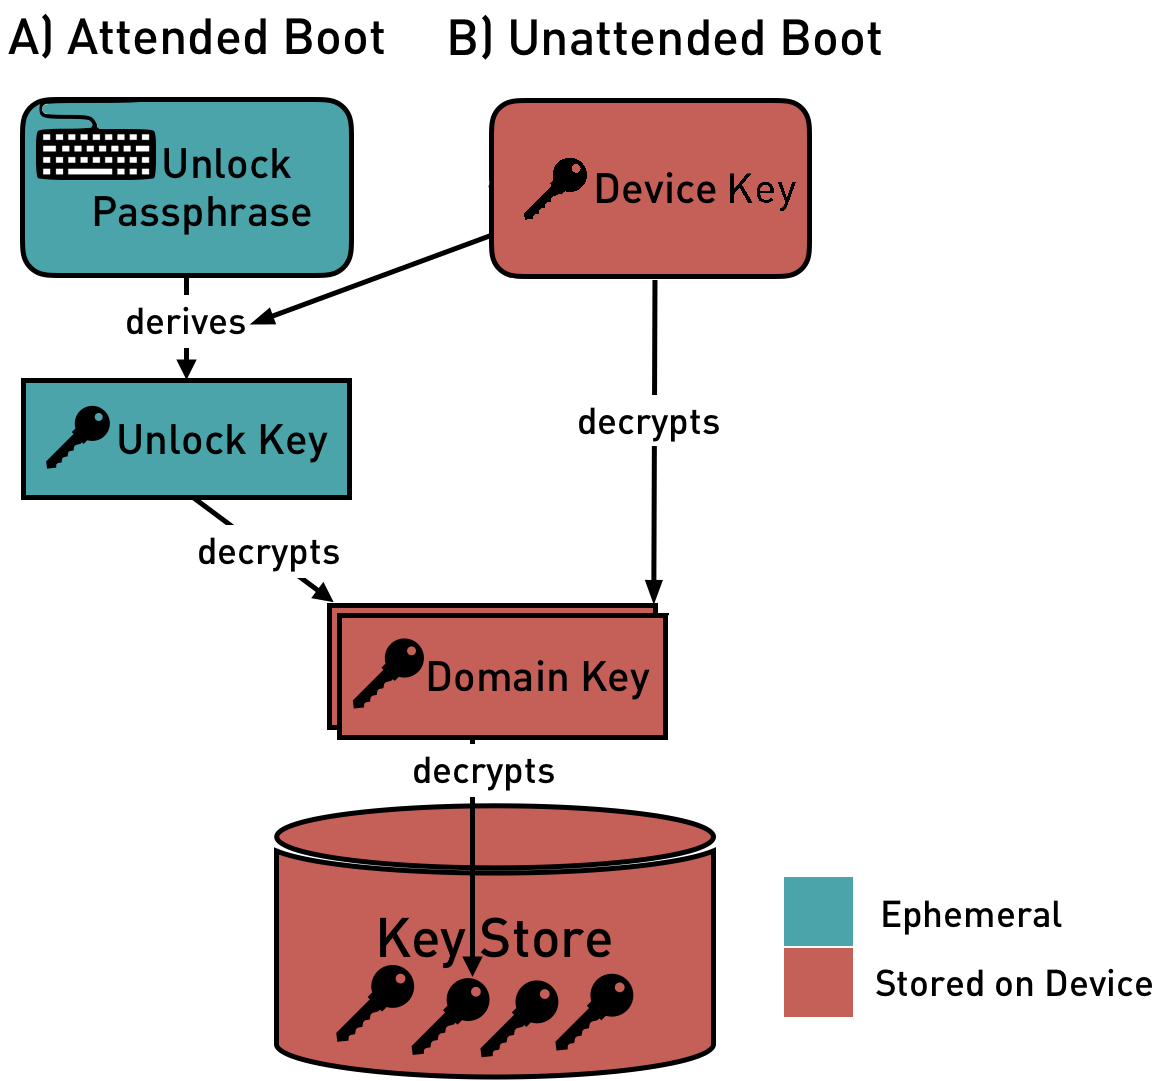 A) Attended Boot
B) Unattended Boot
Unlock
Passphrase
Device Key
derives
Unlock Key
decrypts
decrypts
Domain Key
decrypts
Key Store
Ephemeral
Stored on Device